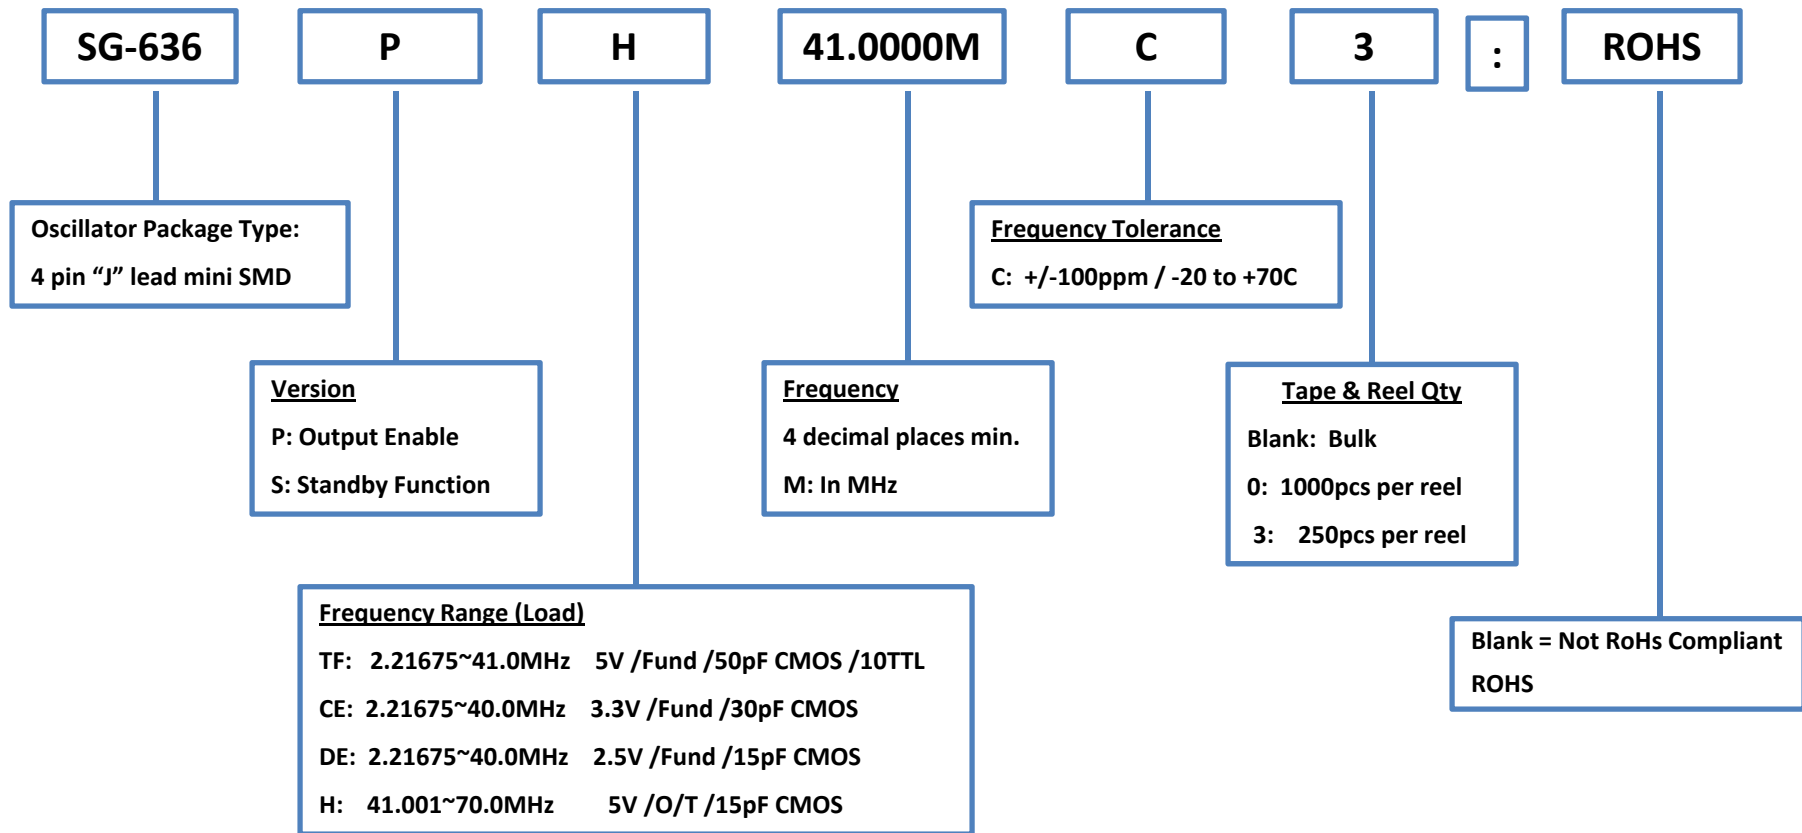 SG-636 P H 41.0000M C 3 : ROHS
Oscillator Package Type:
4 pin “J” lead mini SMD
Frequency Tolerance
C: +/-100ppm / -20 to +70C
Version
P: Output Enable
S: Standby Function
Frequency
4 decimal places min.
M: In MHz
Tape & Reel Qty
Blank: Bulk
0: 1000pcs per reel
3: 250pcs per reel
Frequency Range (Load)
TF: 2.21675~41.0MHz 5V /Fund /50pF CMOS /10TTL
CE: 2.21675~40.0MHz 3.3V /Fund /30pF CMOS
DE: 2.21675~40.0MHz 2.5V /Fund /15pF CMOS
H: 41.001~70.0MHz 5V /O/T /15pF CMOS
Blank = Not RoHs Compliant
ROHS